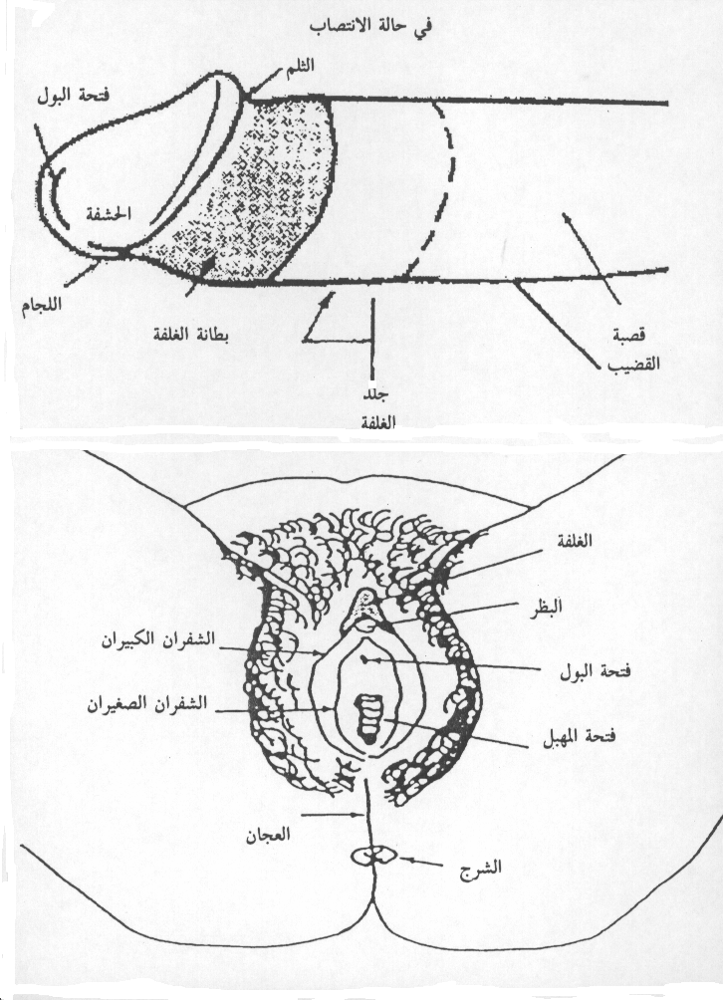 في حالة الانتصاب
الثلم
فتحة البول
الحشفة
اللجام
بطانة الغلفة
قصبة
القضيب
جلد
الغلفة
الغلفة
البظر
الشفران الكبيران
فتحة البول
الشفران الصغيران
فتحة المهبل
العجان
الشرج